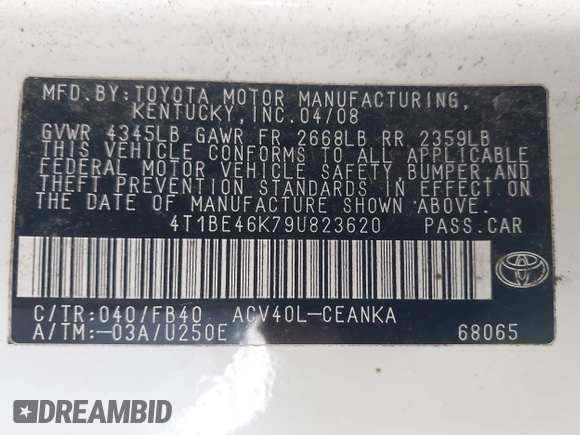 MFD.BY:TOYOTA MOTOR MANUFACTURING,
KENTUCKY,INC.04/08
GVWR 4345LB GAWR FR 2668LB RR 2359LB
THIS VEHICLE CONFORMS TO ALL APPLICABLE
FEDERAL MOTOR VEHICLE SAFETY,BUMPER,AND
THEFT PREVENTION STANDARDS IN EFFECT ON
THE DATE OF MANUFACTURE SHOWN ABOVE.
4T1BE46K79U823620 PASS.CAR
C/TR:040/FB40 ACV40L-CEANKA
A/TM:-03A/U250E 68065
DREAMBID